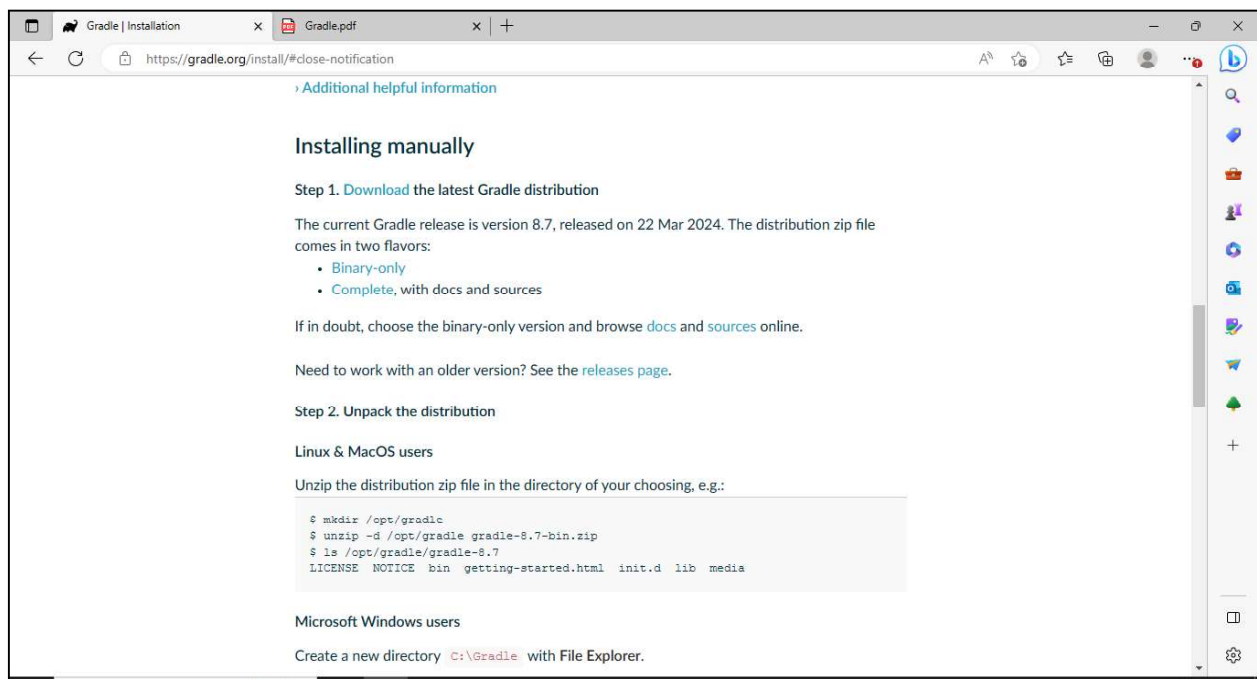 Gradle | Installation
Gradle.pdf
https://gradle.org/install/#close-notification
› Additional helpful information
Installing manually
Step 1. Download the latest Gradle distribution
The current Gradle release is version 8.7, released on 22 Mar 2024. The distribution zip file
comes in two flavors:
• Binary-only
• Complete, with docs and sources
If in doubt, choose the binary-only version and browse docs and sources online.
Need to work with an older version? See the releases page.
Step 2. Unpack the distribution
Linux & MacOS users
Unzip the distribution zip file in the directory of your choosing, e.g.:
$ mkdir /opt/gradle
$ unzip -d /opt/gradle gradle-8.7-bin.zip
$ ls /opt/gradle/gradle-8.7
LICENSE NOTICE bin getting-started.html init.d lib media
Microsoft Windows users
Create a new directory C:\Gradle with File Explorer.